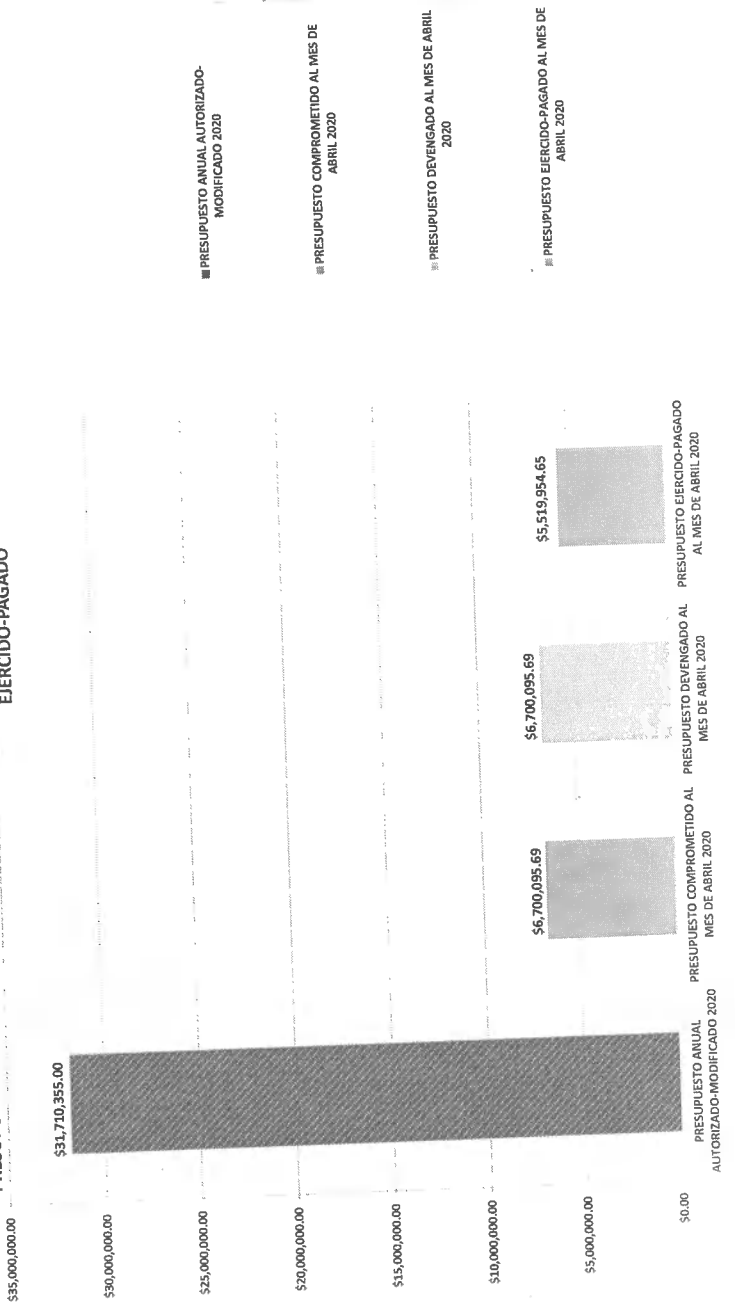 EJERCIDO-PAGADO
$35,000,000.00
$30,000,000.00
$25,000,000.00
$20,000,000.00
$15,000,000.00
$10,000,000.00
$5,000,000.00
$0.00
$31,710,355.00
$6,700,095.69
$6,700,095.69
$5,519,954.65
PRESUPUESTO ANUAL
AUTORIZADO-MODIFICADO 2020
PRESUPUESTO COMPROMETIDO AL
MES DE ABRIL 2020
PRESUPUESTO DEVENGADO AL
MES DE ABRIL 2020
PRESUPUESTO EJERCIDO-PAGADO
AL MES DE ABRIL 2020
PRESUPUESTO ANUAL AUTORIZADO-
MODIFICADO 2020
PRESUPUESTO COMPROMETIDO AL MES DE
ABRIL 2020
PRESUPUESTO DEVENGADO AL MES DE ABRIL
2020
PRESUPUESTO EJERCIDO-PAGADO AL MES DE
ABRIL 2020